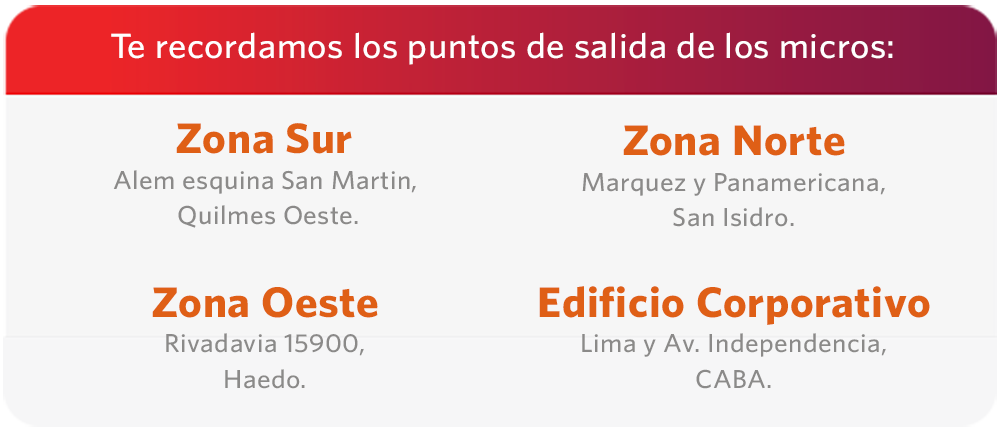 Te recordamos los puntos de salida de los micros:
Zona Sur
Alem esquina San Martin,
Quilmes Oeste.
Zona Norte
Marquez y Panamericana,
San Isidro.
Zona Oeste
Rivadavia 15900,
Haedo.
Edificio Corporativo
Lima y Av. Independencia,
CABA.